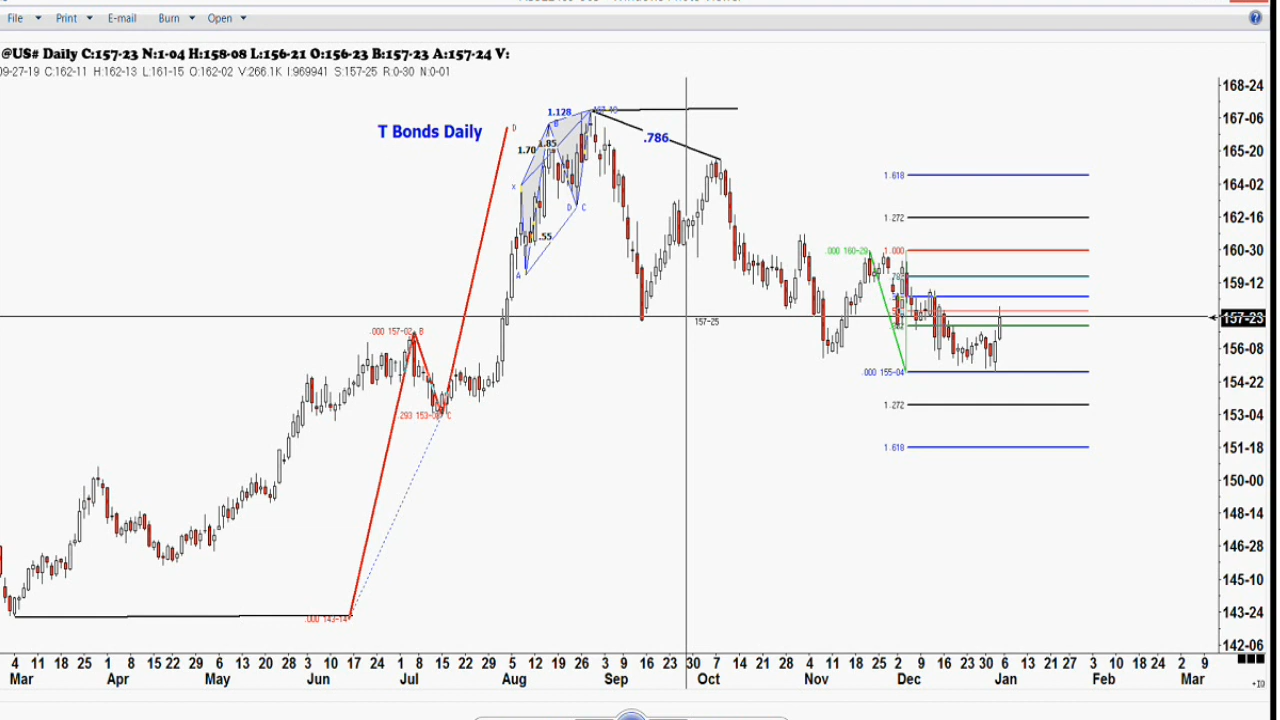 File Print E-mail Burn Open
@US# Daily C:157-23 N:1-04 H:158-08 L:156-21 O:156-23 B:157-23 A:157-24 V:
09-27-19 C:162-11 H:162-13 L:161-15 O:162-02 V:266.1K I:969941 S:157-25 R:0-30 N:0-01
168-24
1.128
167-06
T Bonds Daily
D
B
.786
1.70
1.85
165-20
1.618
X
164-02
D C
1.272
162-16
.55
.000 160-28
1.000
160-30
A
159-12
157-25
157-23
.000 157-02 B
156-08
.000 155-04
154-22
1.272
C
153-04
1.618
151-18
150-00
148-14
146-28
145-10
.000 143-14
143-24
142-06
4 11 18 25 1 8 15 22 29 6 13 20 28 3 10 17 24 1 8 15 22 29 5 12 19 26 3 9 16 23 30 7 14 21 28 4 11 18 25 2 9 16 23 30 6 13 21 27 3 10 18 24 2 9
Mar Apr May Jun Jul Aug Sep Oct Nov Dec Jan Feb Mar